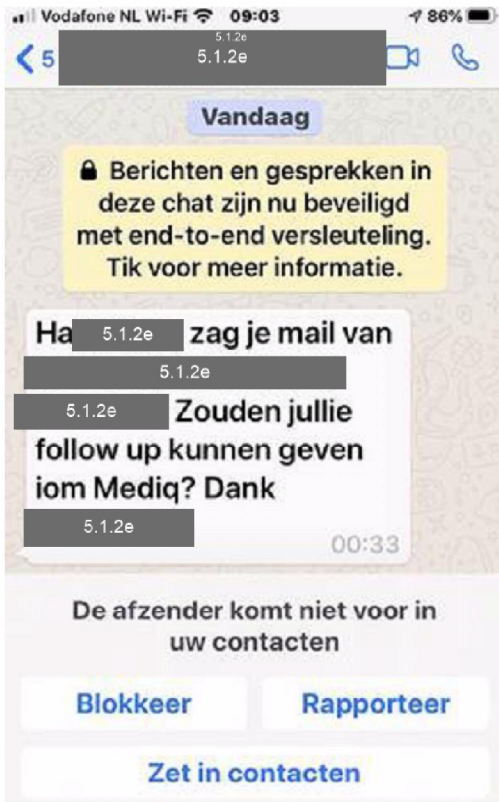 Vodafone NL Wi-Fi 09:03 86%
5.1.2e
5 5.1.2e
Vandaag
Berichten en gesprekken in
deze chat zijn nu beveiligd
met end-to-end versleuteling.
Tik voor meer informatie.
Ha 5.1.2e zag je mail van
5.1.2e
5.1.2e Zouden jullie
follow up kunnen geven
iom Mediq? Dank
5.1.2e
00:33
De afzender komt niet voor in
uw contacten
Blokkeer Rapporteer
Zet in contacten